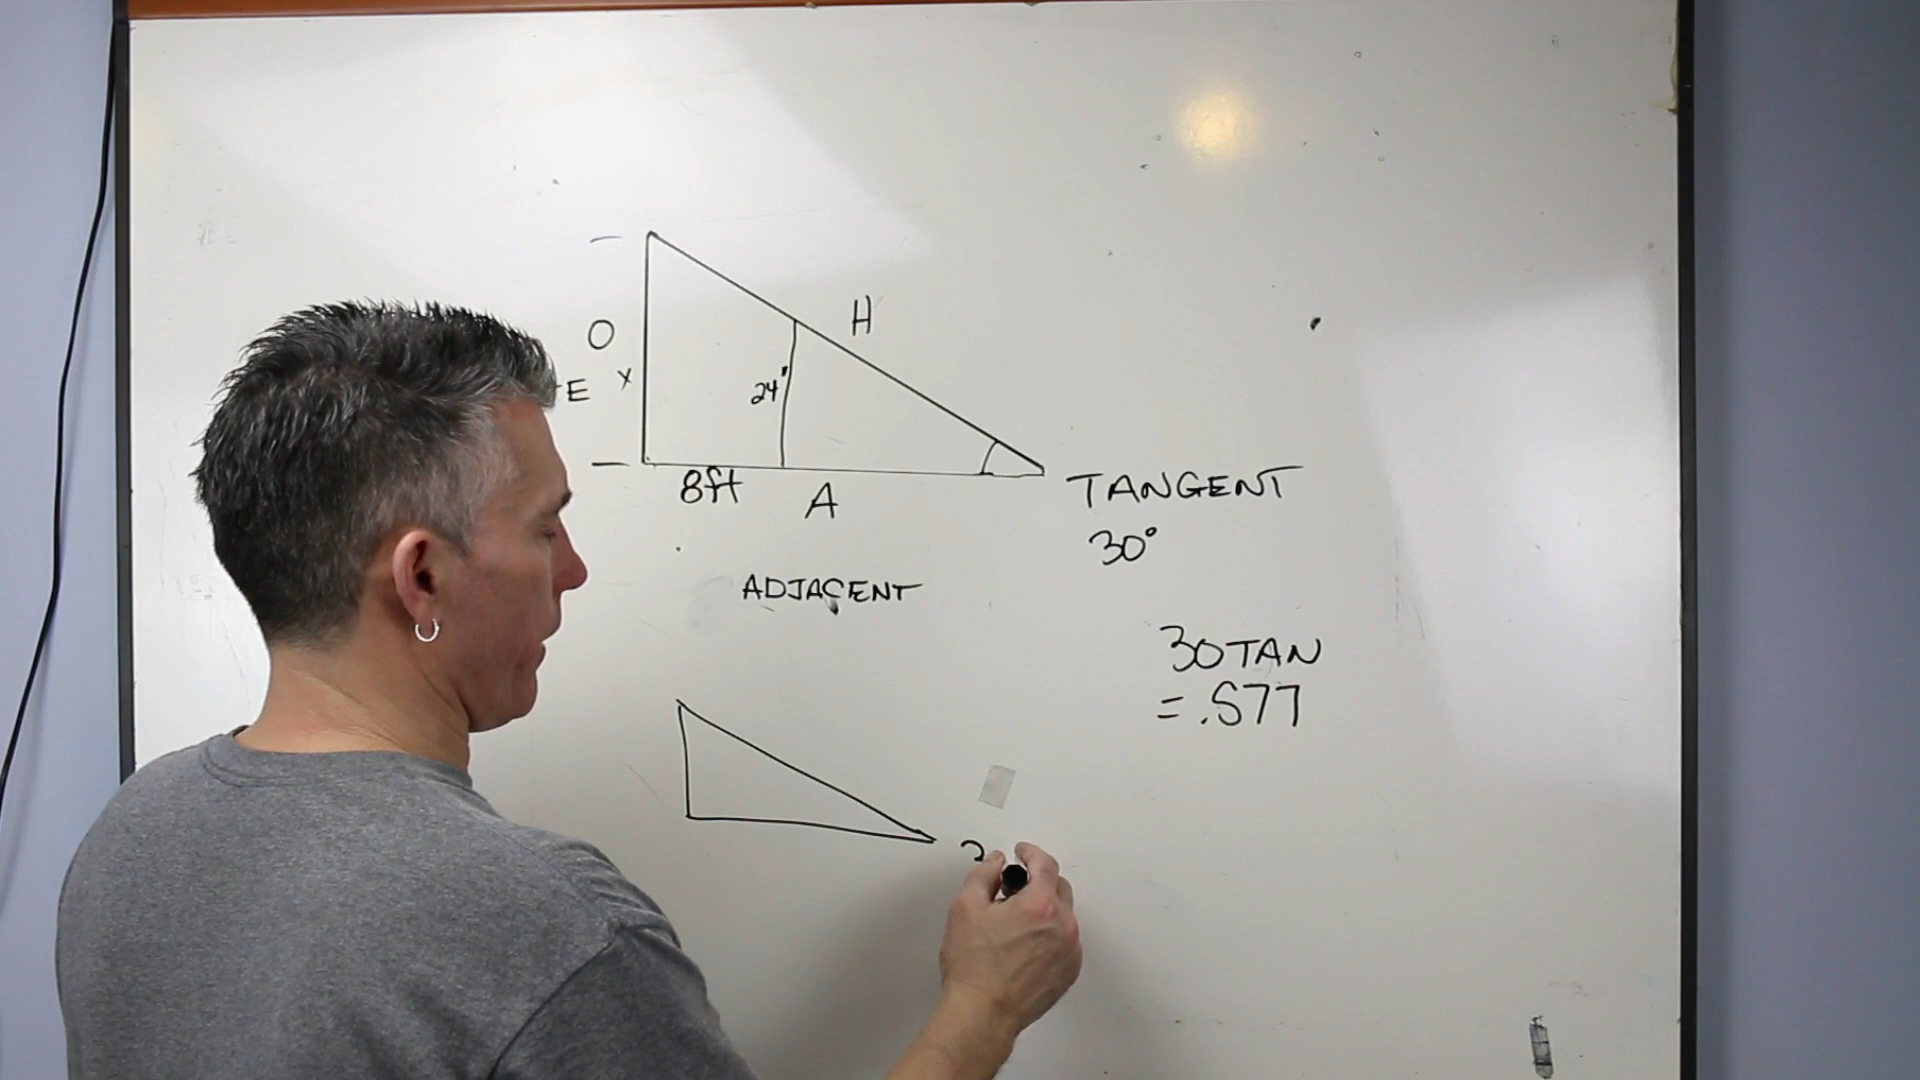 O
H
E
X
24"
8ft
A
TANGENT
30°
ADJACENT
30TAN
=.577